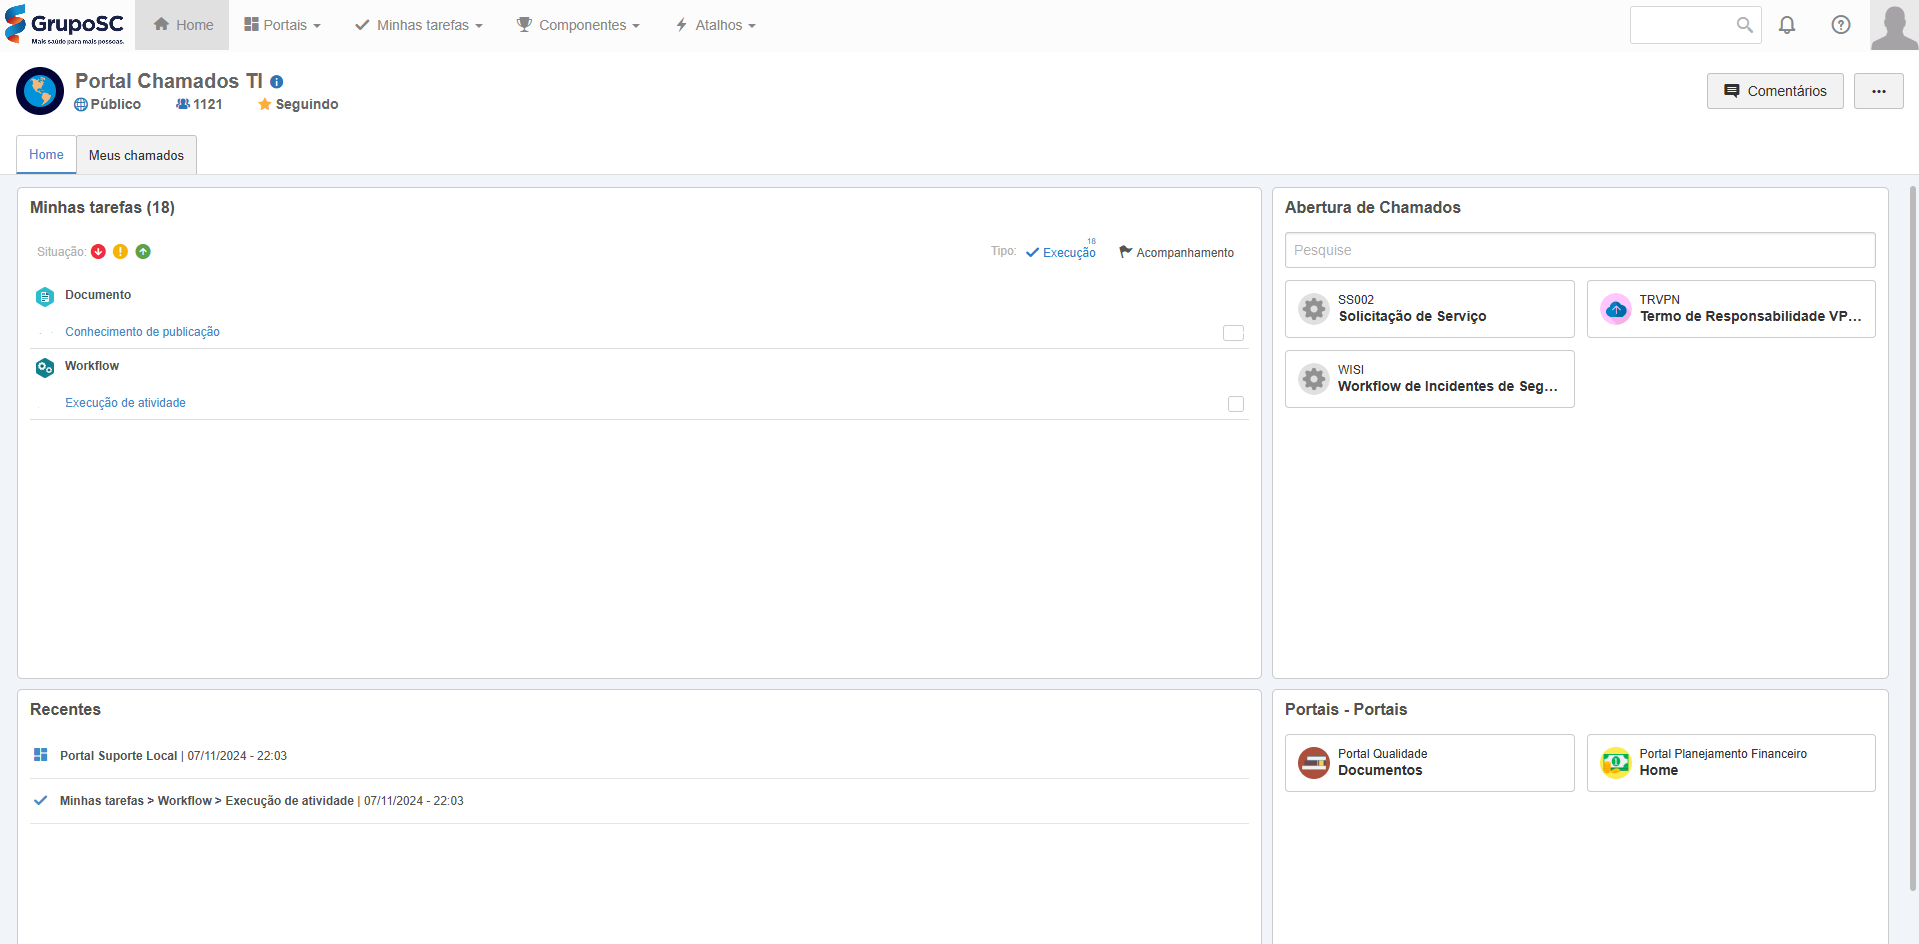 GrupoSC
Mais saúde para mais pessoas.
Home
Portais
Minhas tarefas
Componentes
Atalhos
Portal Chamados TI
Público
1121
Seguindo
Comentários
Home
Meus chamados
Minhas tarefas (18)
Situação:
Tipo:
Execução
18
Acompanhamento
Documento
Conhecimento de publicação
Workflow
Execução de atividade
Abertura de Chamados
Pesquise
SS002
Solicitação de Serviço
TRVPN
Termo de Responsabilidade VP...
WISI
Workflow de Incidentes de Seg...
Recentes
Portal Suporte Local | 07/11/2024 - 22:03
Minhas tarefas > Workflow > Execução de atividade | 07/11/2024 - 22:03
Portais - Portais
Portal Qualidade
Documentos
Portal Planejamento Financeiro
Home